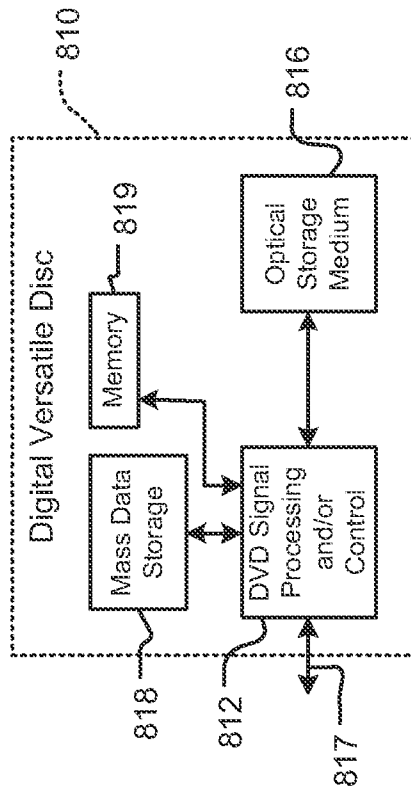 Digital Versatile Disc
810
Mass Data
Storage
818
Memory
819
DVD Signal
Processing
and/or
Control
812
Optical
Storage
Medium
816
817